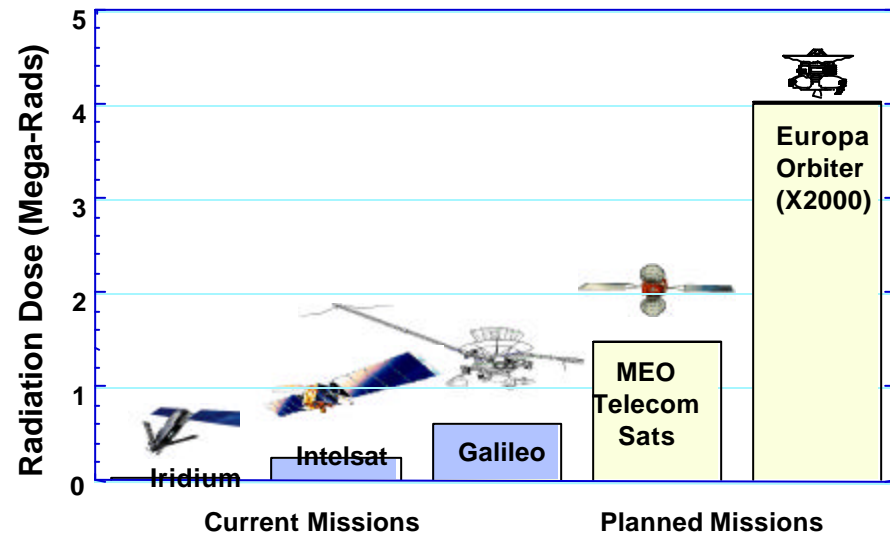 Radiation Dose (Mega-Rads)
5
4
3
2
1
0
Iridium
Intelsat
Galileo
MEO
Telecom
Sats
Europa
Orbiter
(X2000)
Current Missions
Planned Missions